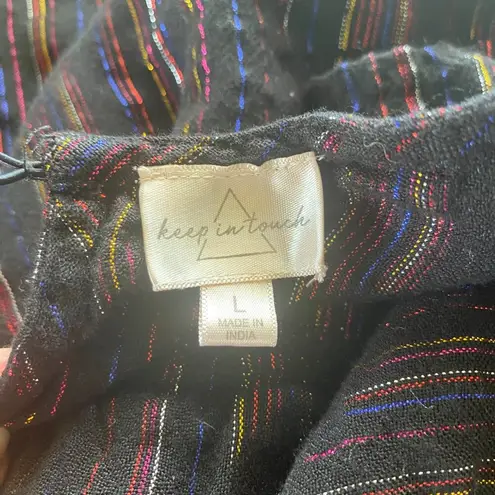 keep in touch
L
MADE IN
INDIA